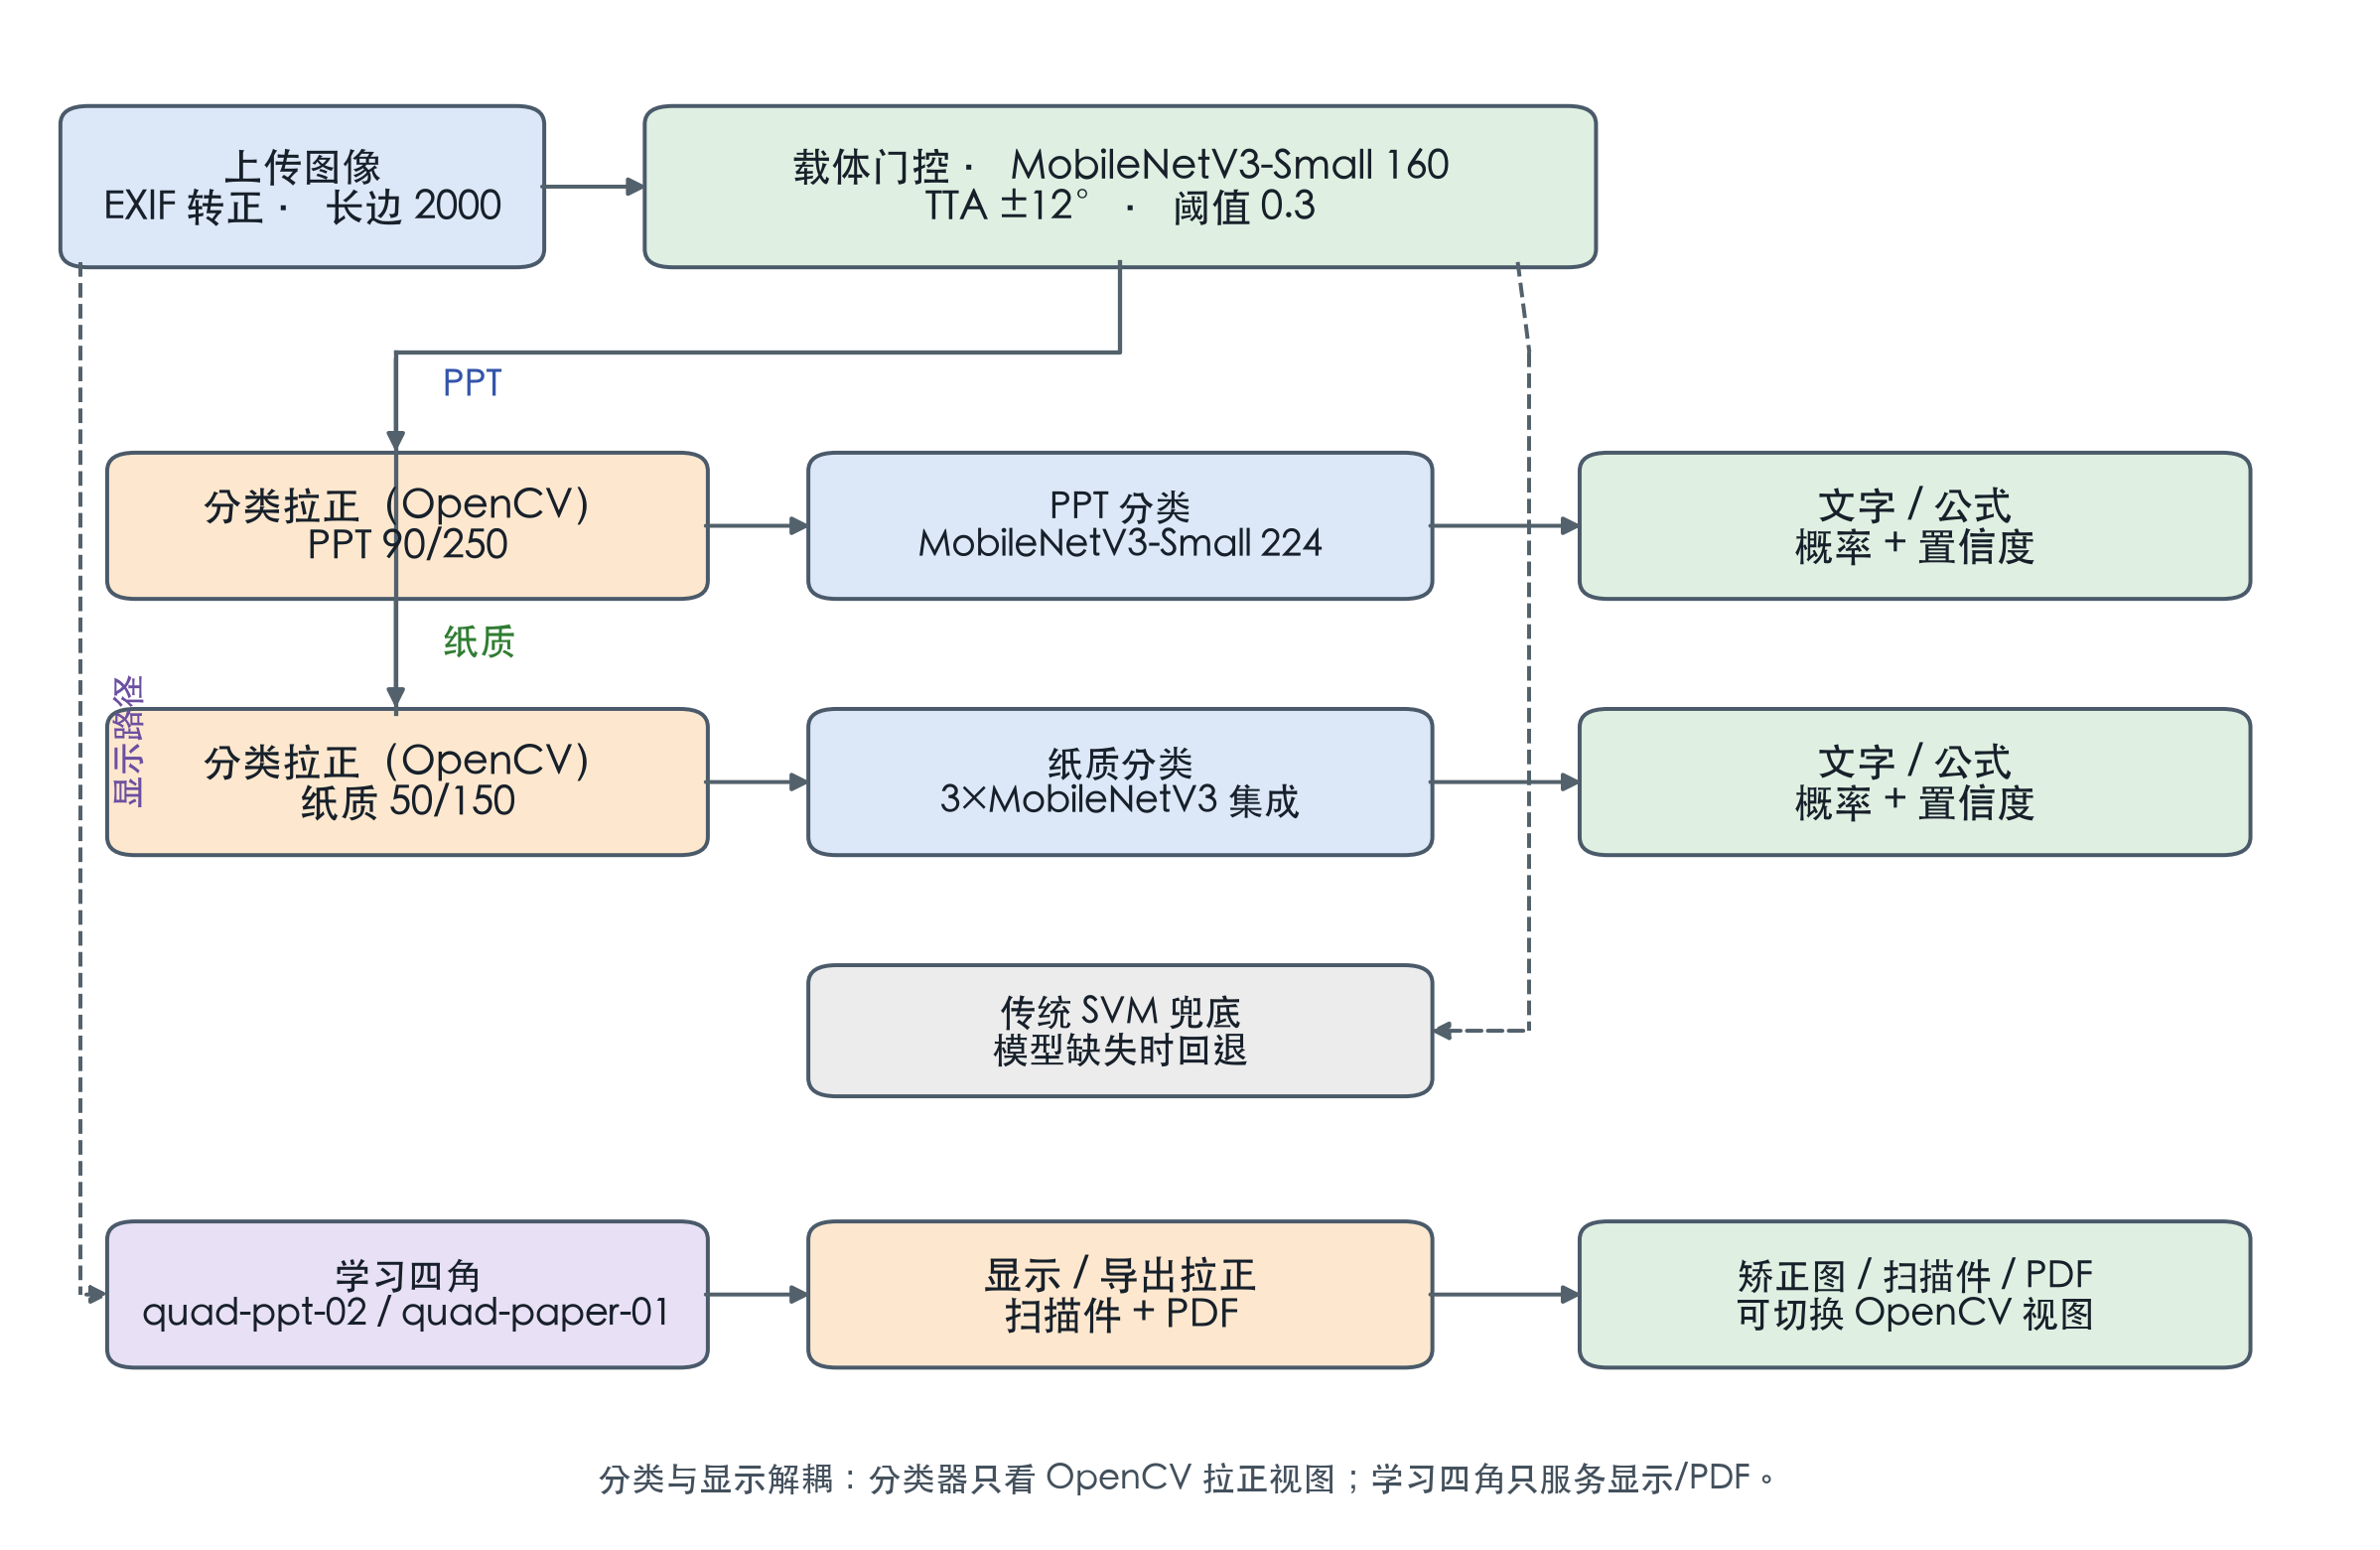 上传图像
EXIF 转正 · 长边 2000
载体门控 · MobileNetV3-Small 160
TTA ±12° · 阈值 0.3
PPT
分类拉正 (OpenCV)
PPT 90/250
PPT 分类
MobileNetV3-Small 224
文字 / 公式
概率 + 置信度
纸质
显示路径
分类拉正 (OpenCV)
纸质 50/150
纸质分类
3×MobileNetV3 集成
文字 / 公式
概率 + 置信度
传统 SVM 兜底
模型缺失时回退
学习四角
quad-ppt-02 / quad-paper-01
显示 / 导出拉正
扫描件 + PDF
矫正图 / 扫描件 / PDF
可切换 OpenCV 视图
分类与显示解耦：分类器只看 OpenCV 拉正视图；学习四角只服务显示/PDF。